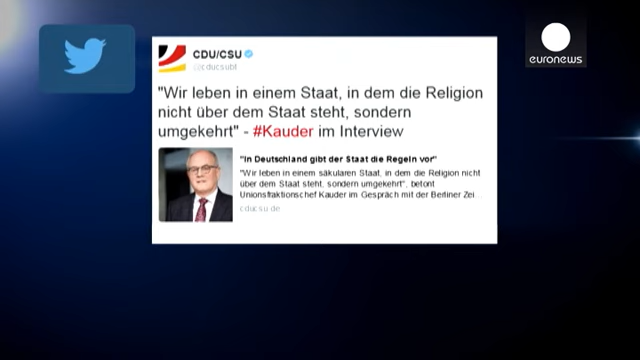 CDU/CSU
@cducsubt
euronews
"Wir leben in einem Staat, in dem die Religion
nicht über dem Staat steht, sondern
umgekehrt" - #Kauder im Interview
"In Deutschland gibt der Staat die Regeln vor"
"Wir leben in einem säkularen Staat, in dem die Religion nicht
über dem Staat steht, sondern umgekehrt", betont
Unionsfraktionschef Kauder im Gespräch mit der Berliner Zei...
cducsu.de